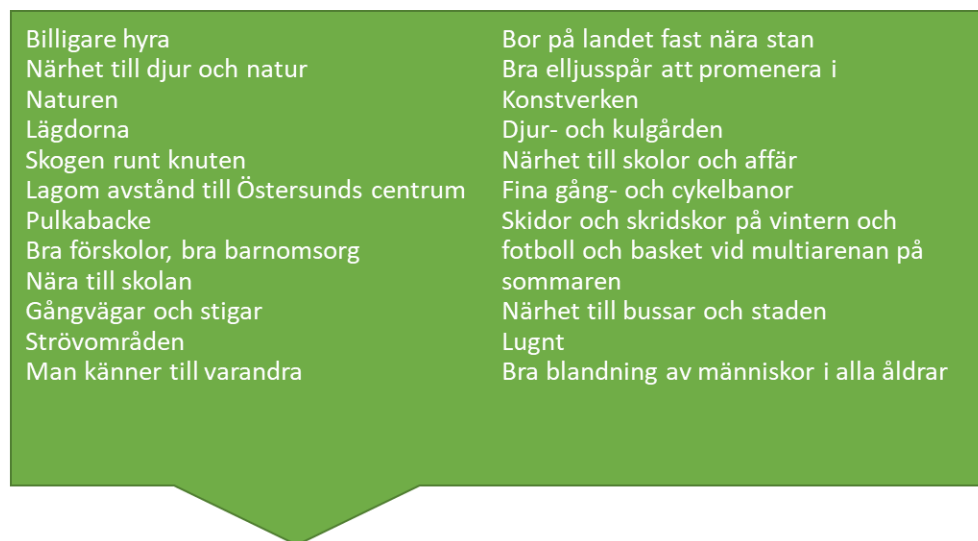 Billigare hyra
Närhet till djur och natur
Naturen
Lägdorna
Skogen runt knuten
Lagom avstånd till Östersunds centrum
Pulkabacke
Bra förskolor, bra barnomsorg
Nära till skolan
Gångvägar och stigar
Strövområden
Man känner till varandra
Bor på landet fast nära stan
Bra elljusspår att promenera i
Konstverken
Djur- och kulgården
Närhet till skolor och affär
Fina gång- och cykelbanor
Skidor och skridskor på vintern och
fotboll och basket vid multiarenan på
sommaren
Närhet till bussar och staden
Lugnt
Bra blandning av människor i alla åldrar